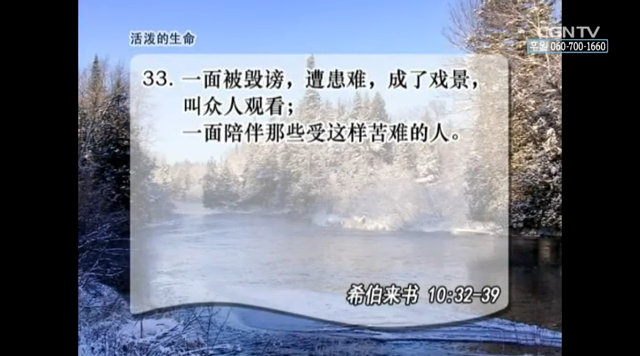 活泼的生命
CGNTV
후원 060-700-1660
33. 一面被毁谤，遭患难，成了戏景，
叫众人观看；
一面陪伴那些受这样苦难的人。
希伯来书 10:32-39